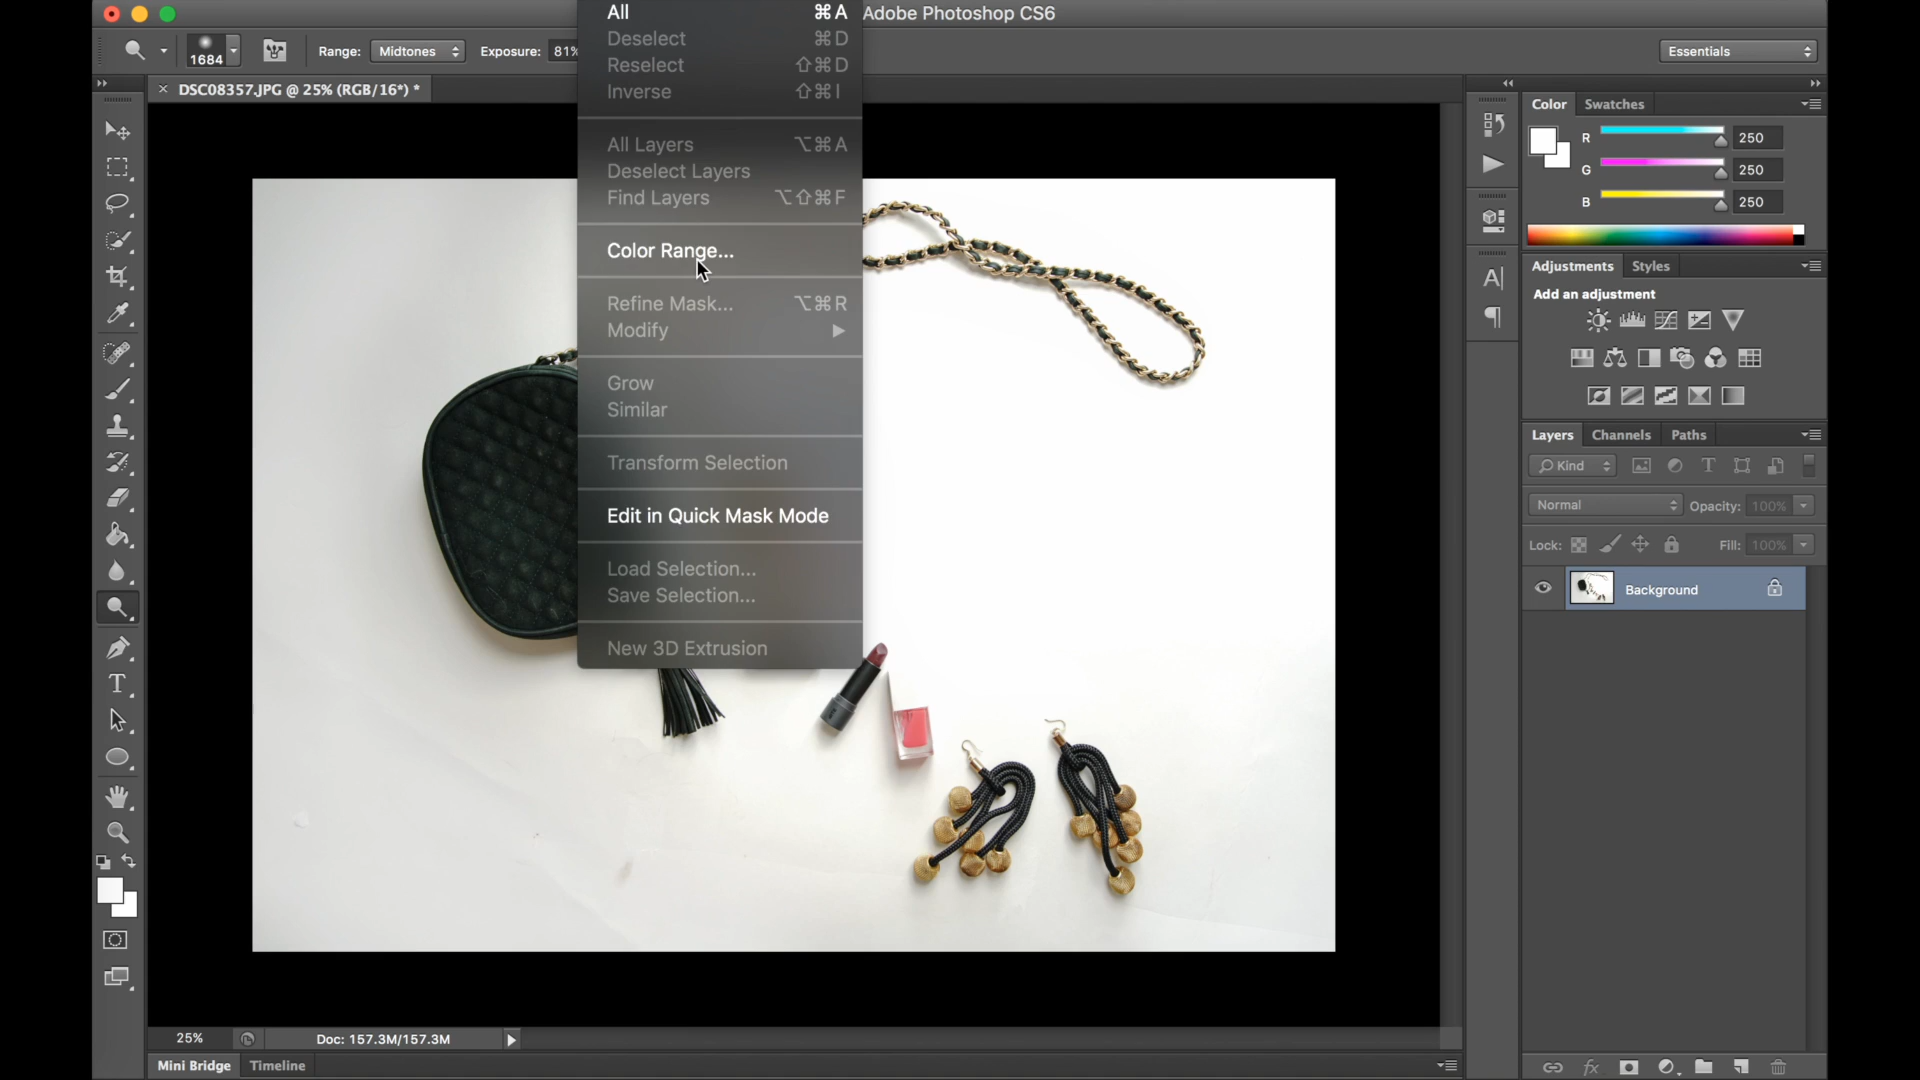 Adobe Photoshop CS6
1684
Range: Midtones
Exposure: 81%
Essentials
DSC08357.JPG @ 25% (RGB/16*) *
All ⌘A
Deselect ⌘D
Reselect ⇧⌘D
Inverse ⇧⌘I
All Layers ⌥⌘A
Deselect Layers
Find Layers ⌥⇧⌘F
Color Range...
Refine Mask... ⌥⌘R
Modify
Grow
Similar
Transform Selection
Edit in Quick Mask Mode
Load Selection...
Save Selection...
New 3D Extrusion
Color Swatches
R 250
G 250
B 250
Adjustments Styles
Add an adjustment
Layers Channels Paths
Kind
Normal Opacity: 100%
Lock: Fill: 100%
Background
25% Doc: 157.3M/157.3M
Mini Bridge Timeline